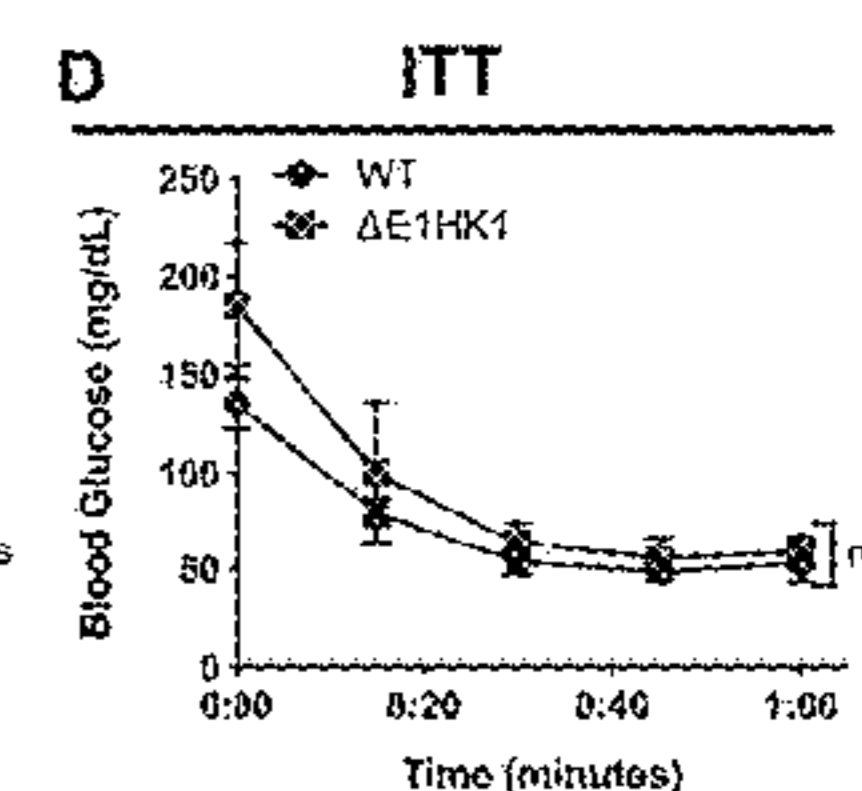 D
ITT
WT
ΔE1HK1
Blood Glucose (mg/dL)
250
200
150
100
50
0
0:00 0:20 0:40 1:00
Time (minutes)
s
n